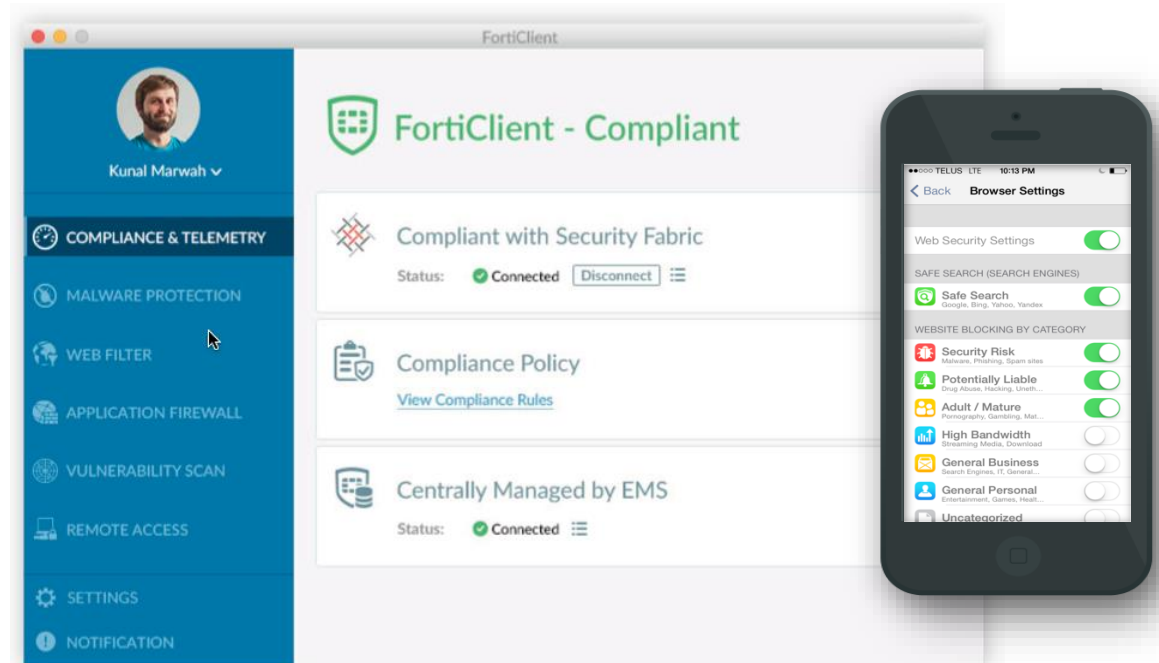 FortiClient
Kunal Marwah
COMPLIANCE & TELEMETRY
MALWARE PROTECTION
WEB FILTER
APPLICATION FIREWALL
VULNERABILITY SCAN
REMOTE ACCESS
SETTINGS
NOTIFICATION
FortiClient - Compliant
Compliant with Security Fabric
Status: Connected Disconnect
Compliance Policy
View Compliance Rules
Centrally Managed by EMS
Status: Connected
TELUS LTE 10:13 PM
Back Browser Settings
Web Security Settings
SAFE SEARCH (SEARCH ENGINES)
Safe Search
Google, Bing, Yahoo, Yandex
WEBSITE BLOCKING BY CATEGORY
Security Risk
Malware, Phishing, Spam sites
Potentially Liable
Drug Abuse, Hacking, Uneth...
Adult / Mature
Pornography, Gambling, Mat...
High Bandwidth
Streaming Media, Download
General Business
Search Engines, IT, General...
General Personal
Entertainment, Games, Healt...
Uncategorized